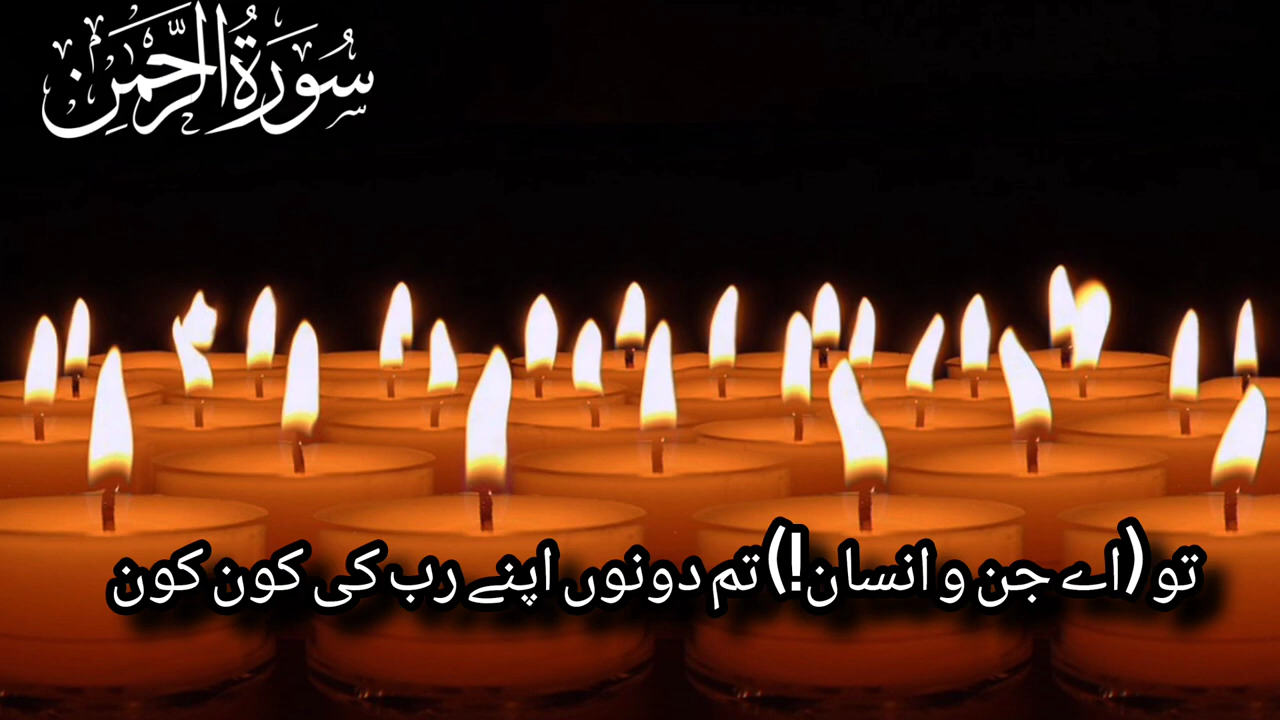 سُورَةُ الرَّحْمٰنِ
تو (اے جن و انسان!) تم دونوں اپنے رب کی کون کون